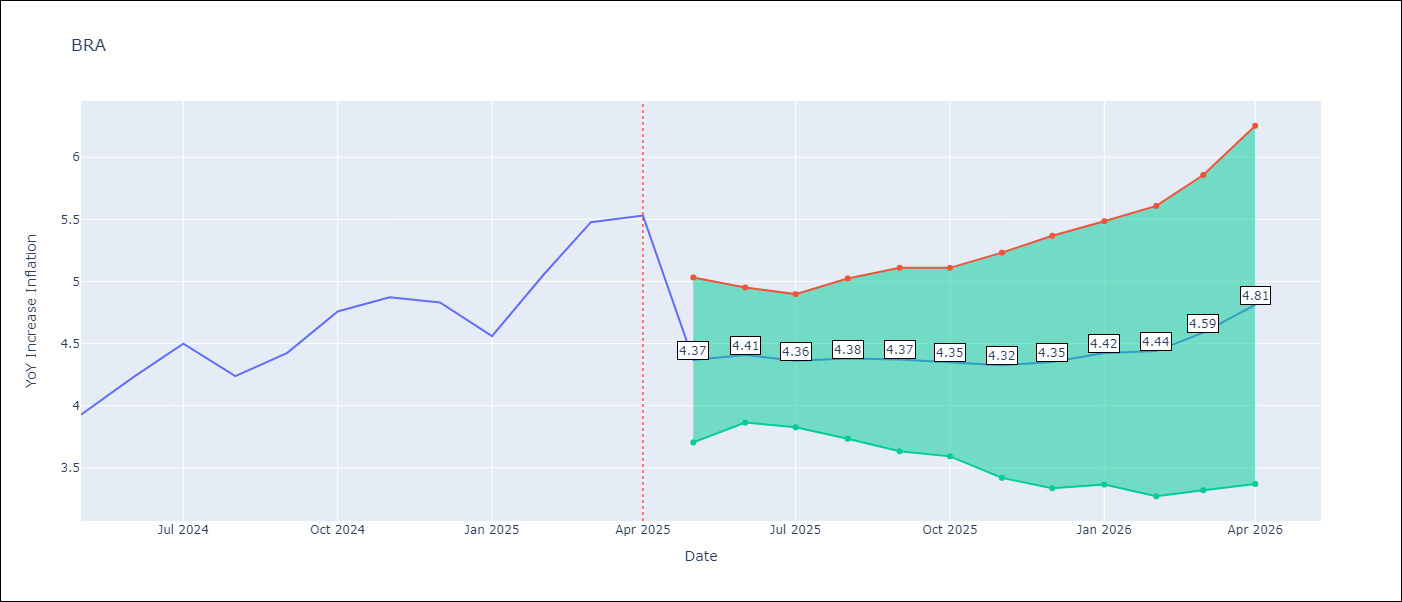 BRA
YoY Increase Inflation
6
5.5
5
4.5
4
3.5
4.37
4.41
4.36
4.38
4.37
4.35
4.32
4.35
4.42
4.44
4.59
4.81
Jul 2024
Oct 2024
Jan 2025
Apr 2025
Jul 2025
Oct 2025
Jan 2026
Apr 2026
Date